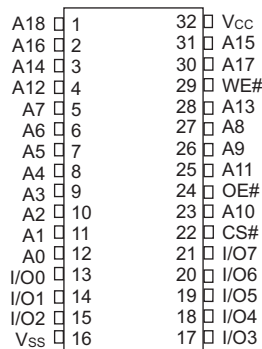 A18 1 32 Vcc
A16 2 31 A15
A14 3 30 A17
A12 4 29 WE#
A7 5 28 A13
A6 6 27 A8
A5 7 26 A9
A4 8 25 A11
A3 9 24 OE#
A2 10 23 A10
A1 11 22 CS#
A0 12 21 I/O7
I/O0 13 20 I/O6
I/O1 14 19 I/O5
I/O2 15 18 I/O4
Vss 16 17 I/O3